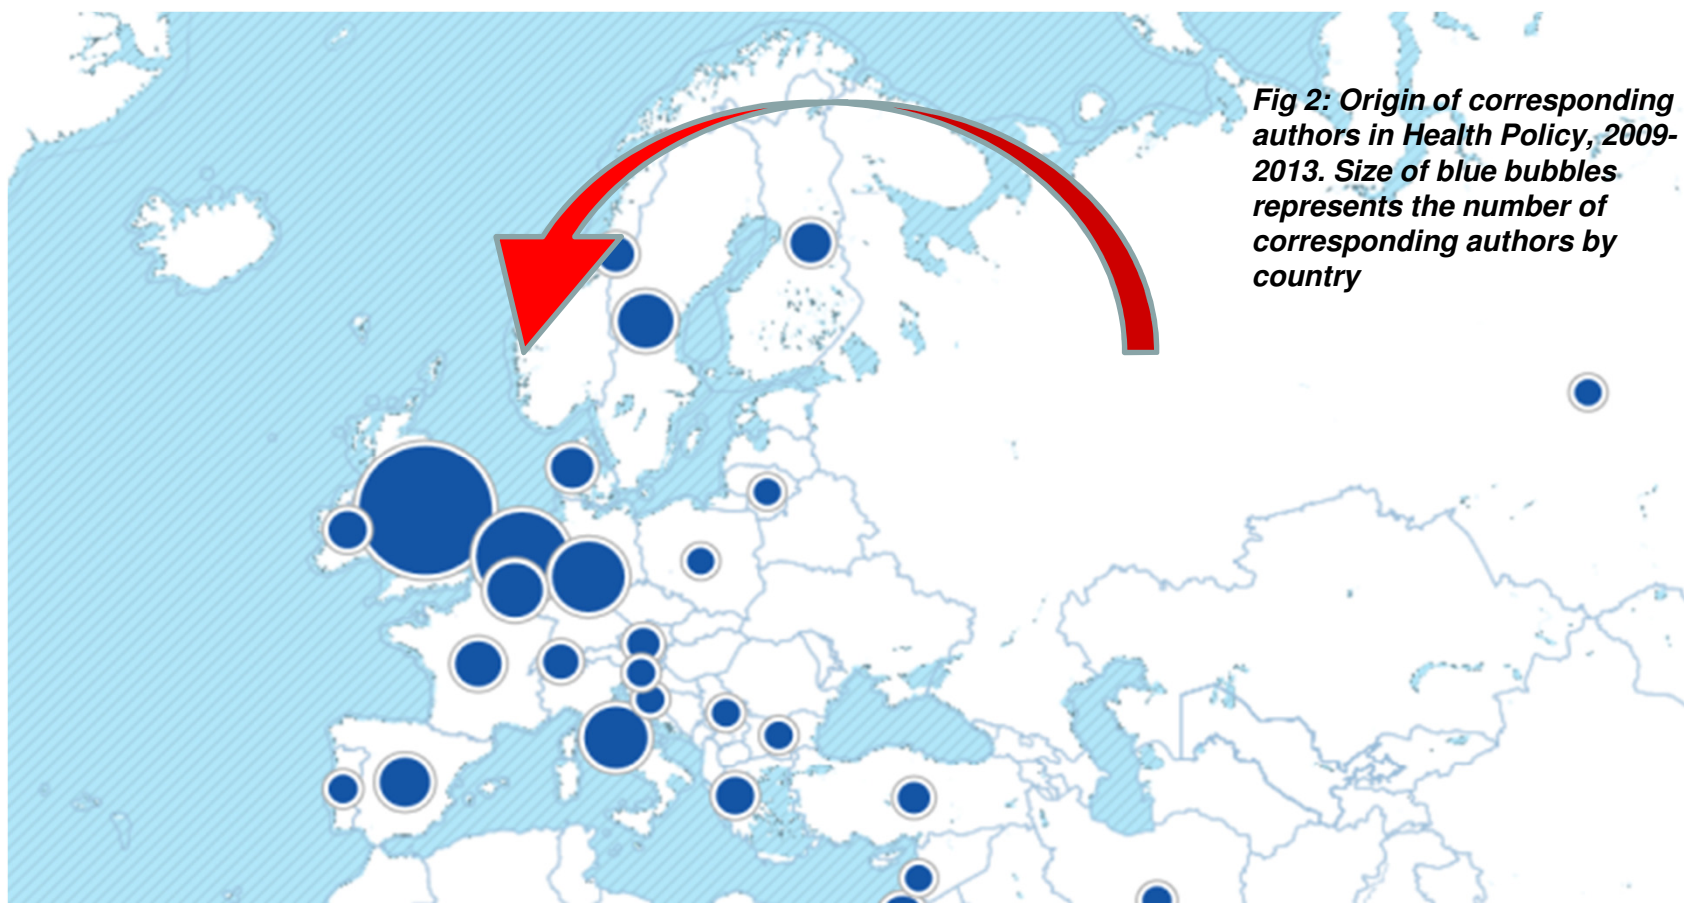 Fig 2: Origin of corresponding
authors in Health Policy, 2009-
2013. Size of blue bubbles
represents the number of
corresponding authors by
country